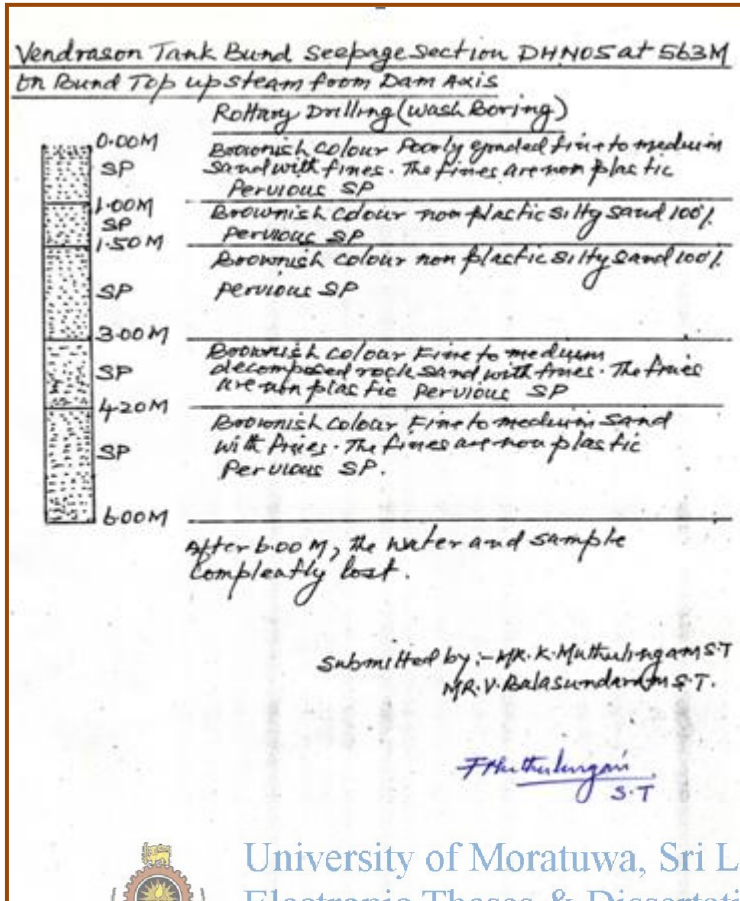 Vendrason Tank Bund Seepage Section DHN05 at 563M
on Bund Top upsteam from Dam Axis
Rottary Drilling (Wash Boring)
0.00M
SP
Brownish Colour Poorly graded fine to medium
Sand with fines. The fines are non plastic
Pervious SP
1.00M
SP
Brownish Colour non plastic Silty Sand 100%
Pervious SP
1.50M
SP
Brownish Colour non plastic Silty Sand 100%
Pervious SP
3.00M
SP
Brownish Colour Fine to medium
decomposed rock sand with fines. The fines
are non plastic Pervious SP
4.20M
SP
Brownish Colour Fine to medium Sand
with fines. The fines are non plastic
Pervious SP.
6.00M
After 6.00M, the water and sample
Compleatly lost.
Submitted by:- MR. K. Muthulingam S.T
MR. V. Balasundaram S.T.
S.T
University of Moratuwa, Sri L
Electronic Theses & Dissertati